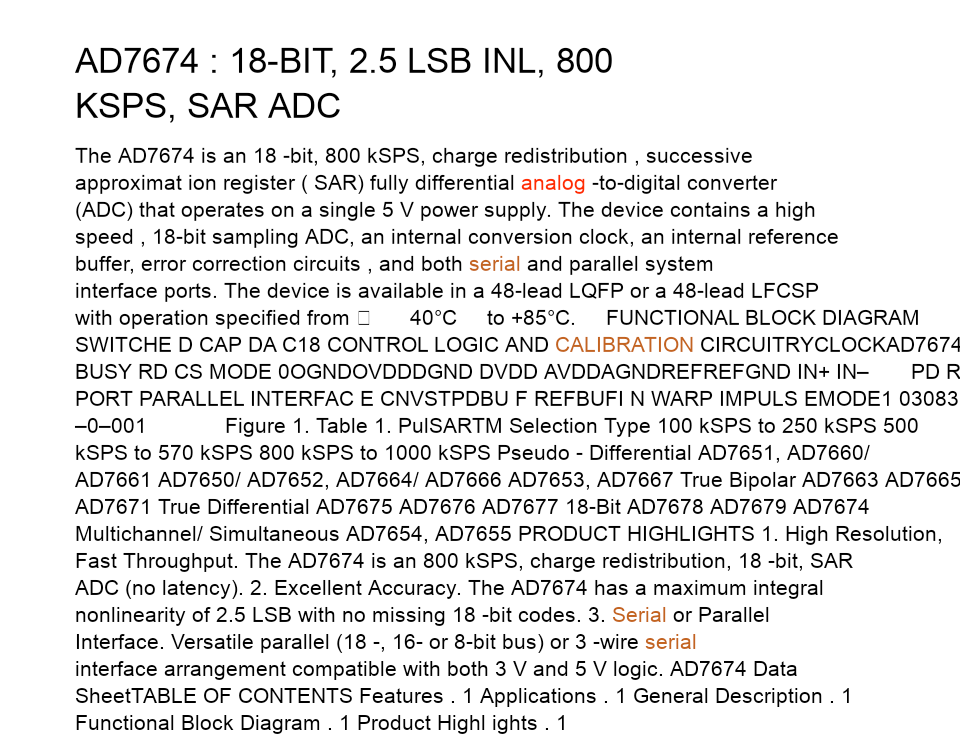 AD7674 : 18-BIT, 2.5 LSB INL, 800
KSPS, SAR ADC
The AD7674 is an 18 -bit, 800 kSPS, charge redistribution , successive
approximat ion register ( SAR) fully differential analog -to-digital converter
(ADC) that operates on a single 5 V power supply. The device contains a high
speed , 18-bit sampling ADC, an internal conversion clock, an internal reference
buffer, error correction circuits , and both serial and parallel system
interface ports. The device is available in a 48-lead LQFP or a 48-lead LFCSP
with operation specified from □ 40°C to +85°C. FUNCTIONAL BLOCK DIAGRAM
SWITCHE D CAP DA C18 CONTROL LOGIC AND CALIBRATION CIRCUITRYCLOCKAD7674
BUSY RD CS MODE 0OGNDOVDDDGND DVDD AVDDAGNDREFREFGND IN+ IN– PD R
PORT PARALLEL INTERFAC E CNVSTPDBU F REFBUFI N WARP IMPULS EMODE1 03083
–0–001 Figure 1. Table 1. PulSARTM Selection Type 100 kSPS to 250 kSPS 500
kSPS to 570 kSPS 800 kSPS to 1000 kSPS Pseudo - Differential AD7651, AD7660/
AD7661 AD7650/ AD7652, AD7664/ AD7666 AD7653, AD7667 True Bipolar AD7663 AD7665
AD7671 True Differential AD7675 AD7676 AD7677 18-Bit AD7678 AD7679 AD7674
Multichannel/ Simultaneous AD7654, AD7655 PRODUCT HIGHLIGHTS 1. High Resolution,
Fast Throughput. The AD7674 is an 800 kSPS, charge redistribution, 18 -bit, SAR
ADC (no latency). 2. Excellent Accuracy. The AD7674 has a maximum integral
nonlinearity of 2.5 LSB with no missing 18 -bit codes. 3. Serial or Parallel
Interface. Versatile parallel (18 -, 16- or 8-bit bus) or 3 -wire serial
interface arrangement compatible with both 3 V and 5 V logic. AD7674 Data
SheetTABLE OF CONTENTS Features . 1 Applications . 1 General Description . 1
Functional Block Diagram . 1 Product Highl ights . 1